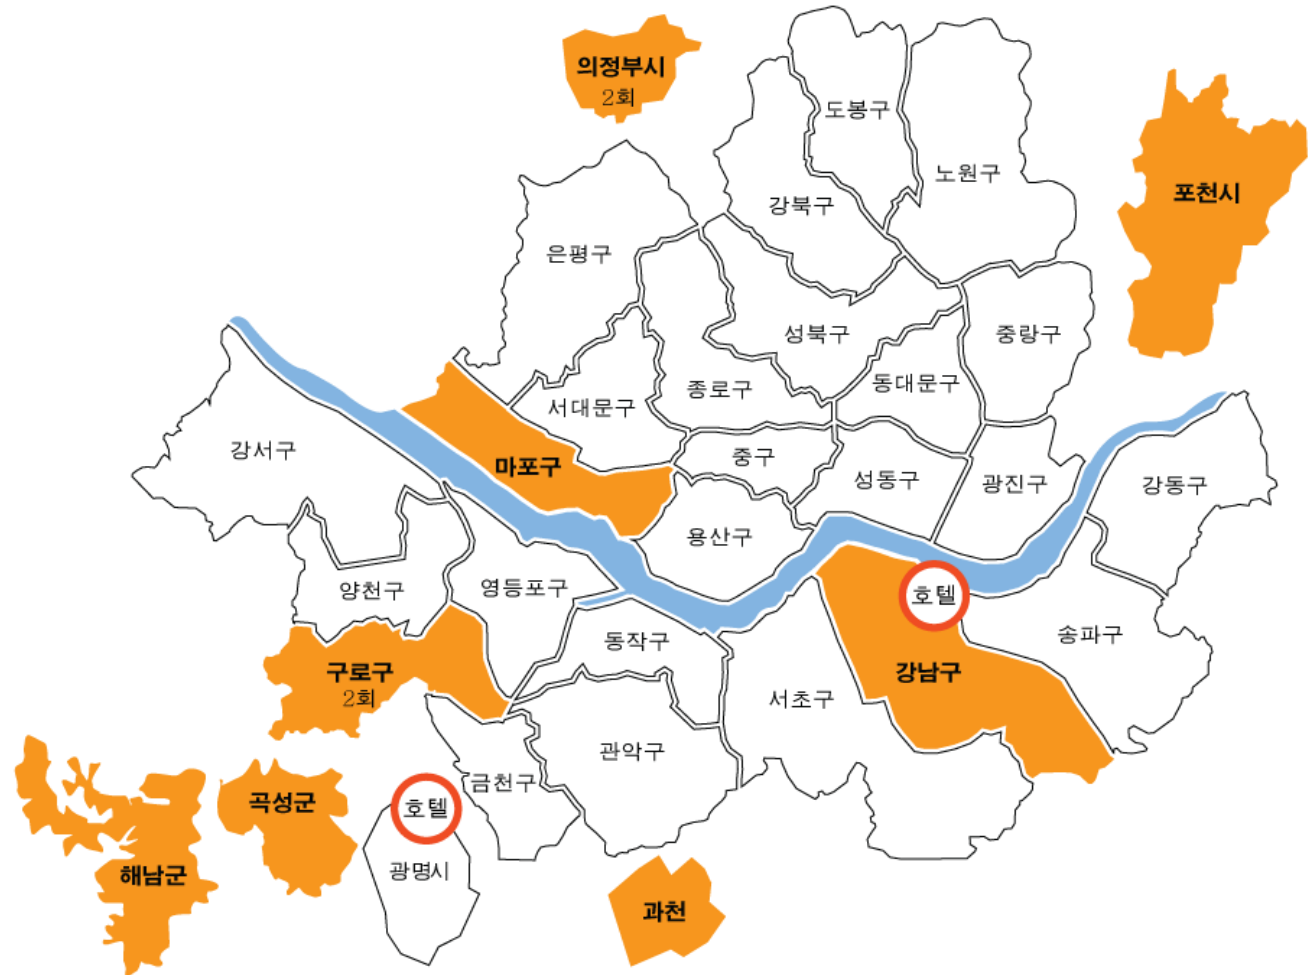 의정부시
2회
도봉구
노원구
포천시
강북구
은평구
성북구
중랑구
동대문구
종로구
서대문구
강서구
마포구
중구
성동구
광진구
강동구
용산구
양천구
영등포구
호텔
동작구
송파구
구로구
2회
강남구
서초구
관악구
금천구
곡성군
호텔
해남군
광명시
과천